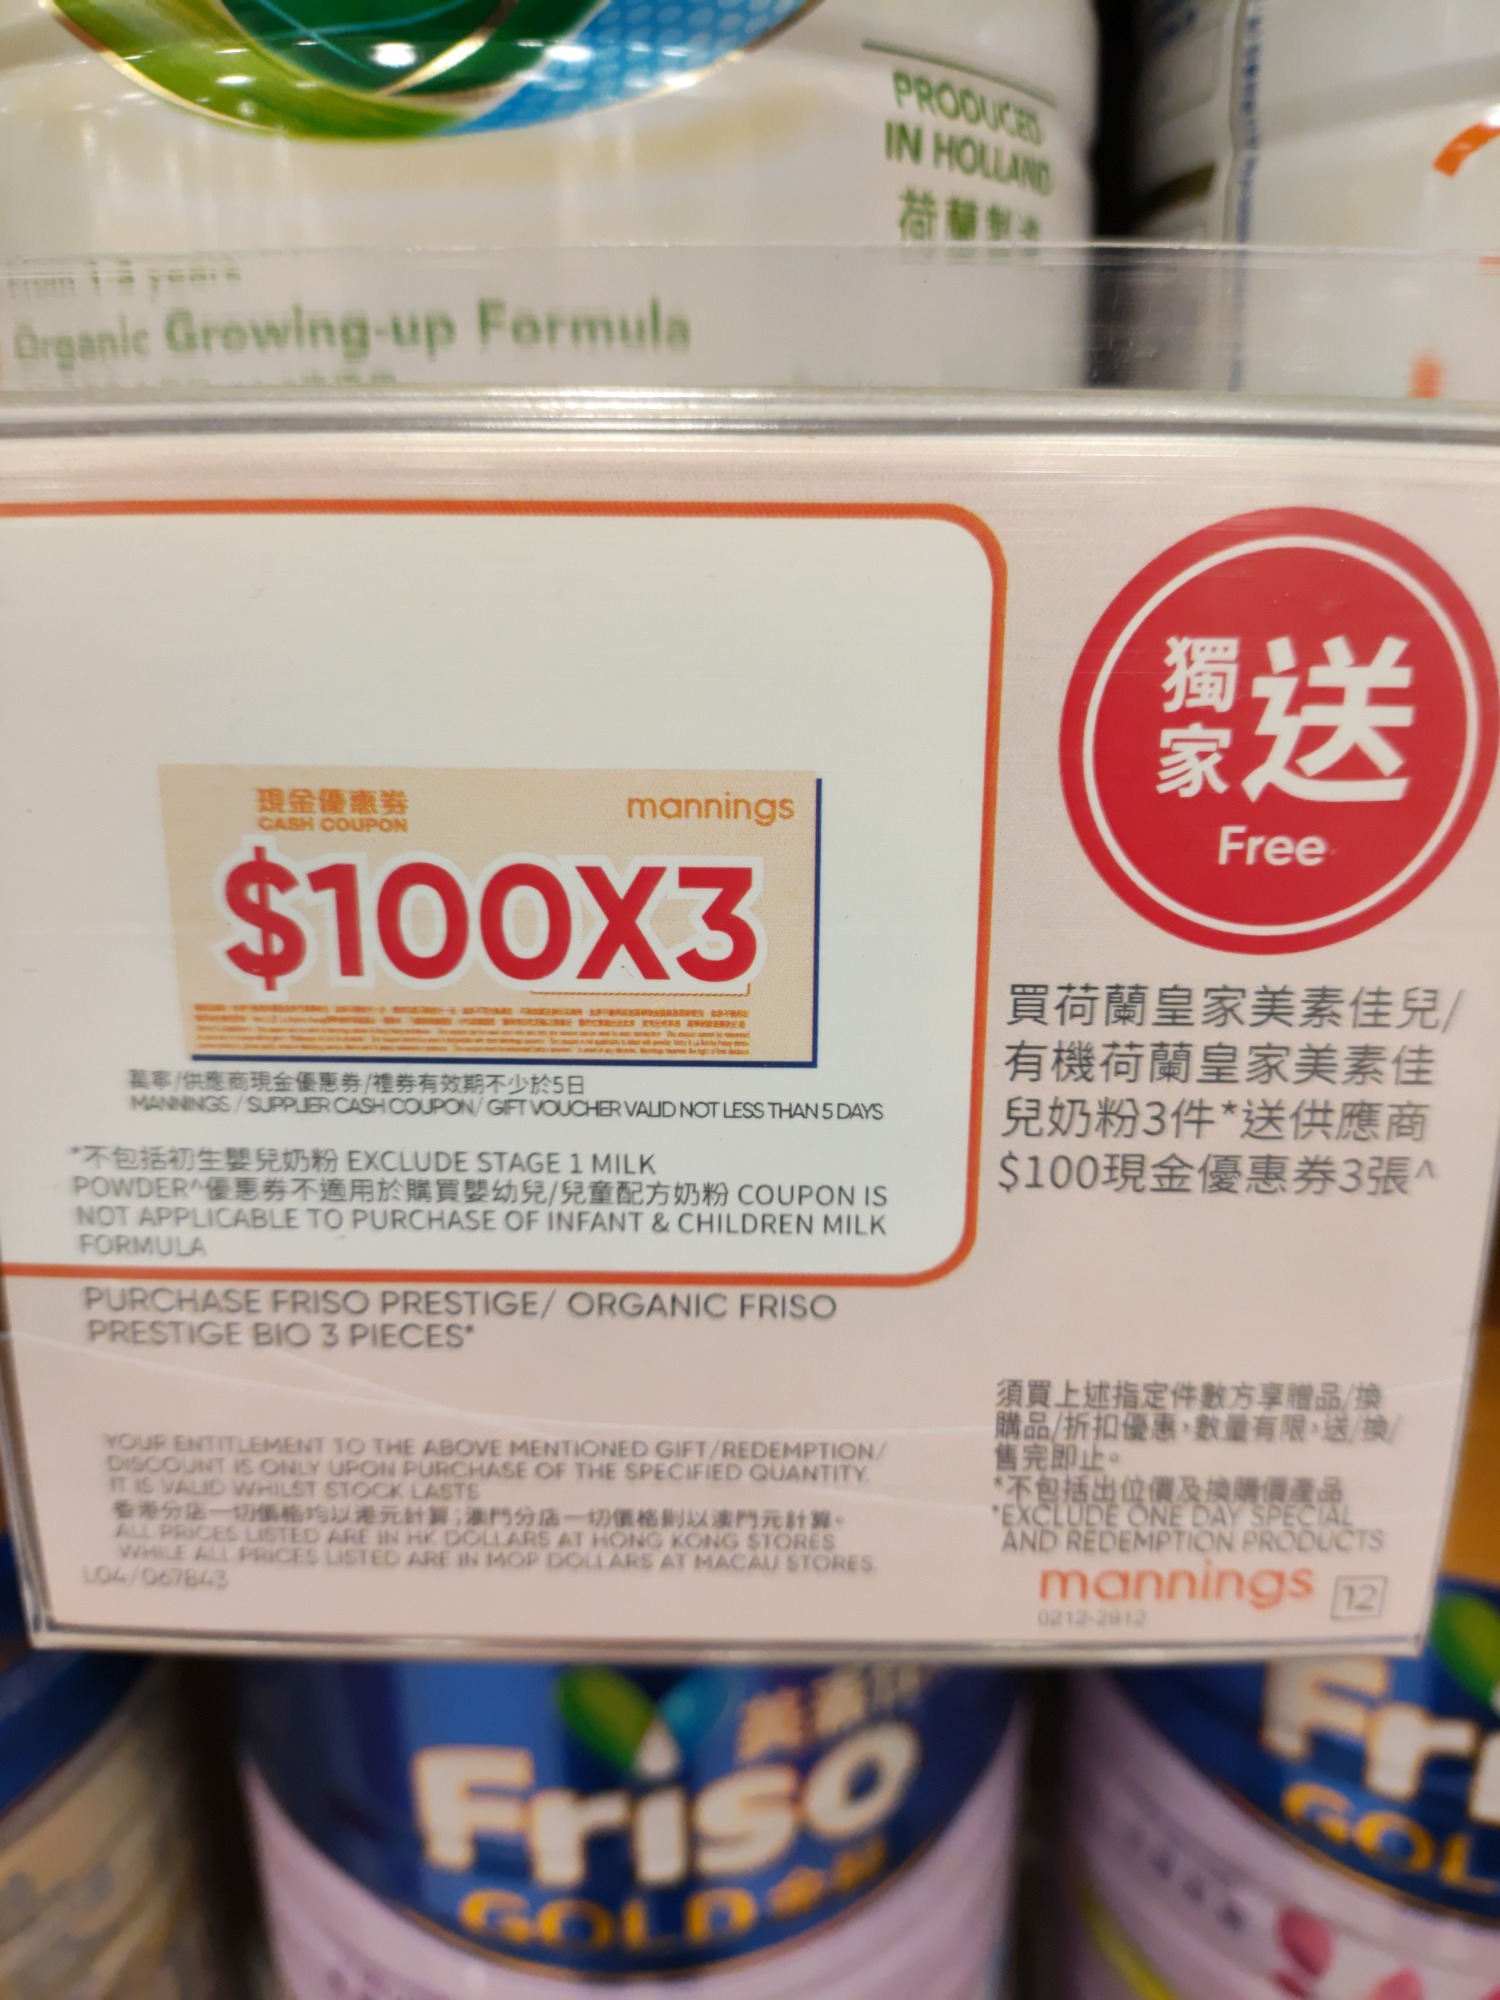 PRODUCED
IN HOLLAND
荷蘭製造
From 1-3 years
Organic Growing-up Formula
獨家送
Free
現金優惠券
CASH COUPON
mannings
$100X3
萬寧/供應商現金優惠券/禮券有效期不少於5日
MANNINGS / SUPPLIER CASH COUPON/ GIFT VOUCHER VALID NOT LESS THAN 5 DAYS
*不包括初生嬰兒奶粉 EXCLUDE STAGE 1 MILK
POWDER^優惠券不適用於購買嬰幼兒/兒童配方奶粉 COUPON IS
NOT APPLICABLE TO PURCHASE OF INFANT & CHILDREN MILK
FORMULA
買荷蘭皇家美素佳兒/
有機荷蘭皇家美素佳
兒奶粉3件*送供應商
$100現金優惠券3張^
PURCHASE FRISO PRESTIGE/ ORGANIC FRISO
PRESTIGE BIO 3 PIECES*
YOUR ENTITLEMENT TO THE ABOVE MENTIONED GIFT/REDEMPTION/
DISCOUNT IS ONLY UPON PURCHASE OF THE SPECIFIED QUANTITY.
IT IS VALID WHILST STOCK LASTS
香港分店一切價格均以港元計算;澳門分店一切價格則以澳門元計算。
ALL PRICES LISTED ARE IN HK DOLLARS AT HONG KONG STORES
WHILE ALL PRICES LISTED ARE IN MOP DOLLARS AT MACAU STORES.
L04/067843
須買上述指定件數方享贈品/換
購品/折扣優惠,數量有限,送/換/
售完即止。
*不包括出位價及換購價產品
*EXCLUDE ONE DAY SPECIAL
AND REDEMPTION PRODUCTS
mannings 12
0212-2912
美素
Friso
GOLD
Fri
GOL